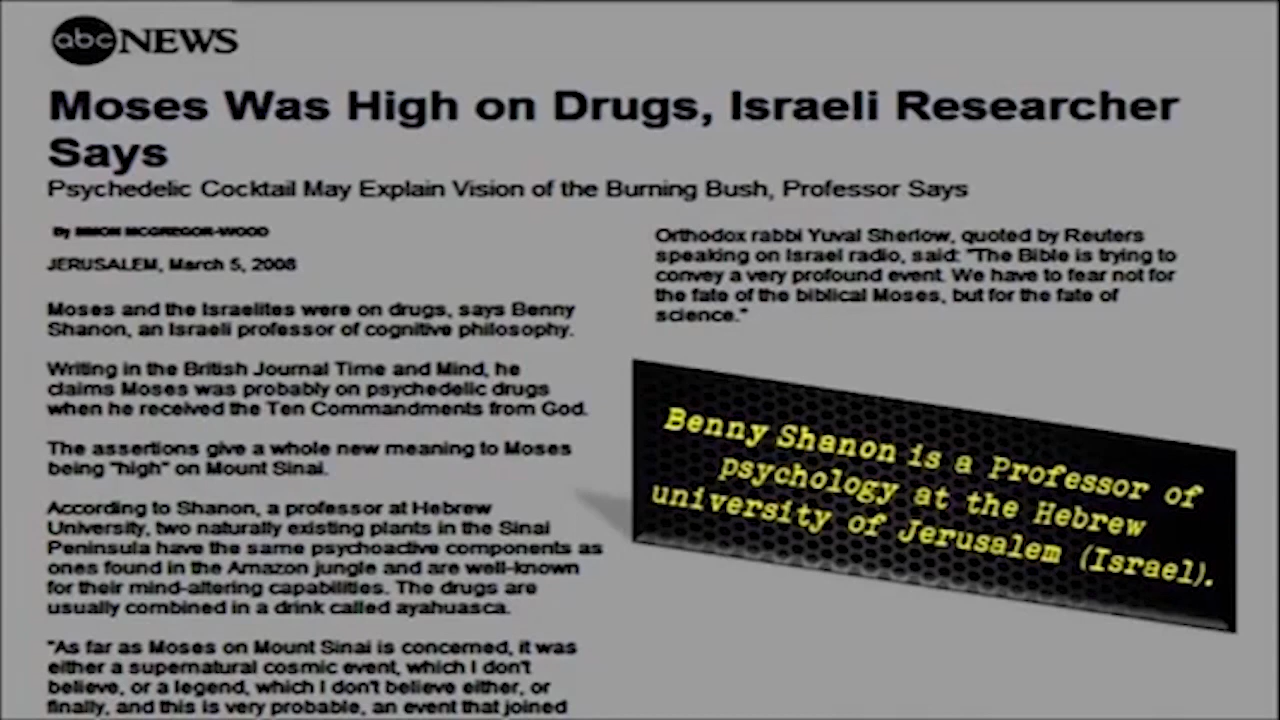 abc NEWS
Moses Was High on Drugs, Israeli Researcher
Says
Psychedelic Cocktail May Explain Vision of the Burning Bush, Professor Says
By SIMON MCGREGOR-WOOD
JERUSALEM, March 5, 2008
Moses and the Israelites were on drugs, says Benny
Shanon, an Israeli professor of cognitive philosophy.
Writing in the British Journal Time and Mind, he
claims Moses was probably on psychedelic drugs
when he received the Ten Commandments from God.
The assertions give a whole new meaning to Moses
being "high" on Mount Sinai.
According to Shanon, a professor at Hebrew
University, two naturally existing plants in the Sinai
Peninsula have the same psychoactive components as
ones found in the Amazon jungle and are well-known
for their mind-altering capabilities. The drugs are
usually combined in a drink called ayahuasca.
"As far as Moses on Mount Sinai is concerned, it was
either a supernatural cosmic event, which I don't
believe, or a legend, which I don't believe either, or
finally, and this is very probable, an event that joined
Orthodox rabbi Yuval Sherlow, quoted by Reuters
speaking on Israel radio, said: "The Bible is trying to
convey a very profound event. We have to fear not for
the fate of the biblical Moses, but for the fate of
science."
Benny Shanon is a Professor of
psychology at the Hebrew
university of Jerusalem (Israel).